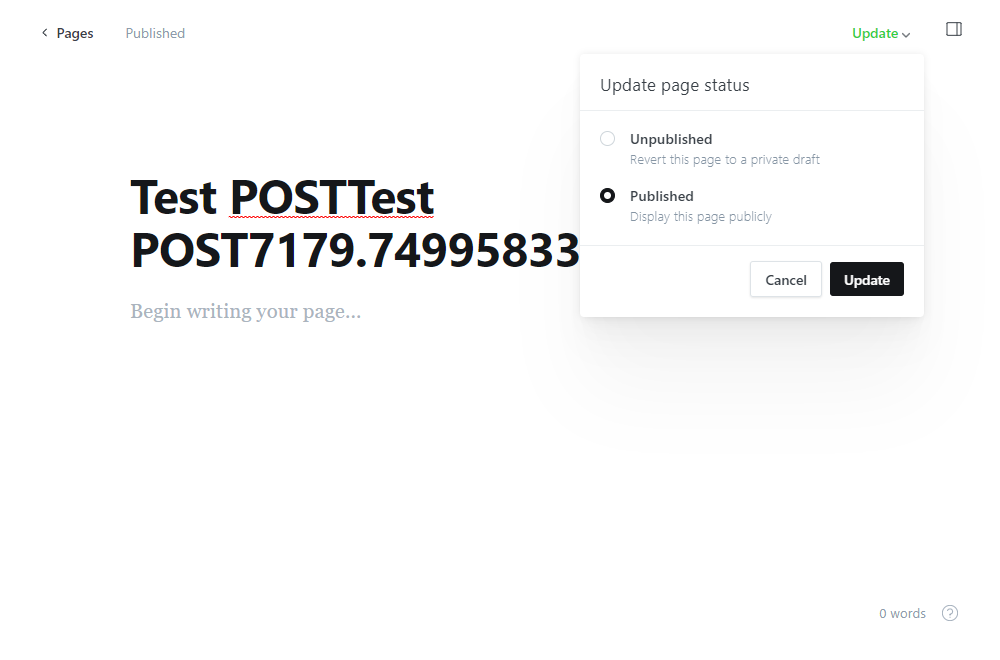 Pages
Published
Update
Update page status
Unpublished
Revert this page to a private draft
Published
Display this page publicly
Cancel
Update
Test POSTTest
POST7179.74995833
Begin writing your page...
0 words
?